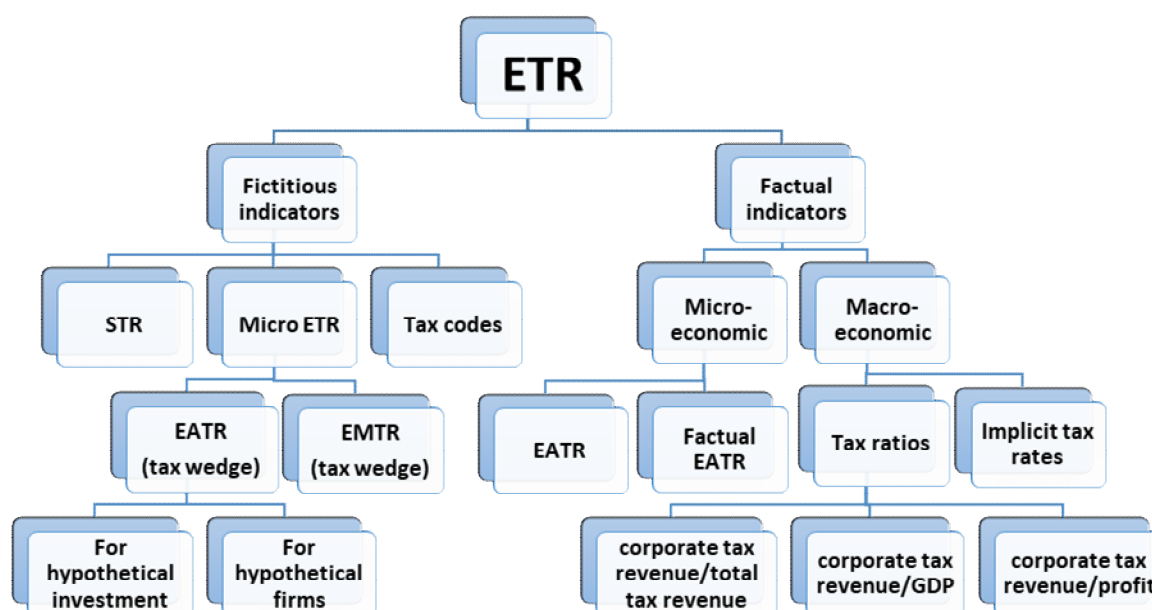 ETR
Fictitious
indicators
Factual
indicators
STR
Micro ETR
Tax codes
Micro-
economic
Macro-
economic
EATR
(tax wedge)
EMTR
(tax wedge)
EATR
Factual
EATR
Tax ratios
Implicit tax
rates
For
hypothetical
investment
For
hypothetical
firms
corporate tax
revenue/total
tax revenue
corporate tax
revenue/GDP
corporate tax
revenue/profit